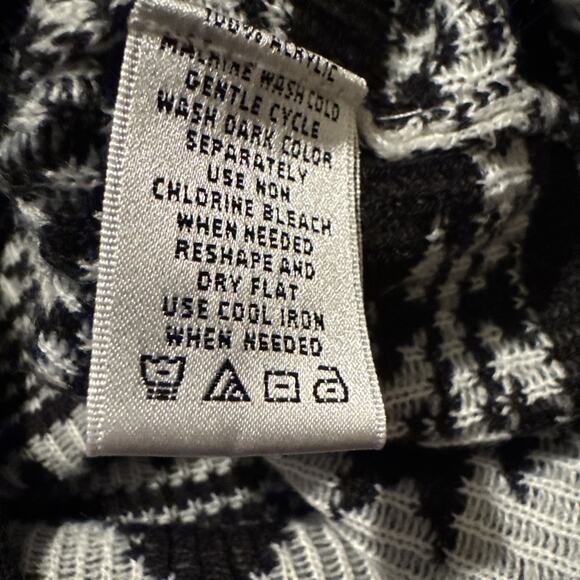 100% ACRYLIC
MACHINE WASH COLD
GENTLE CYCLE
WASH DARK COLOR
SEPARATELY
USE NON
CHLORINE BLEACH
WHEN NEEDED
RESHAPE AND
DRY FLAT
USE COOL IRON
WHEN NEEDED